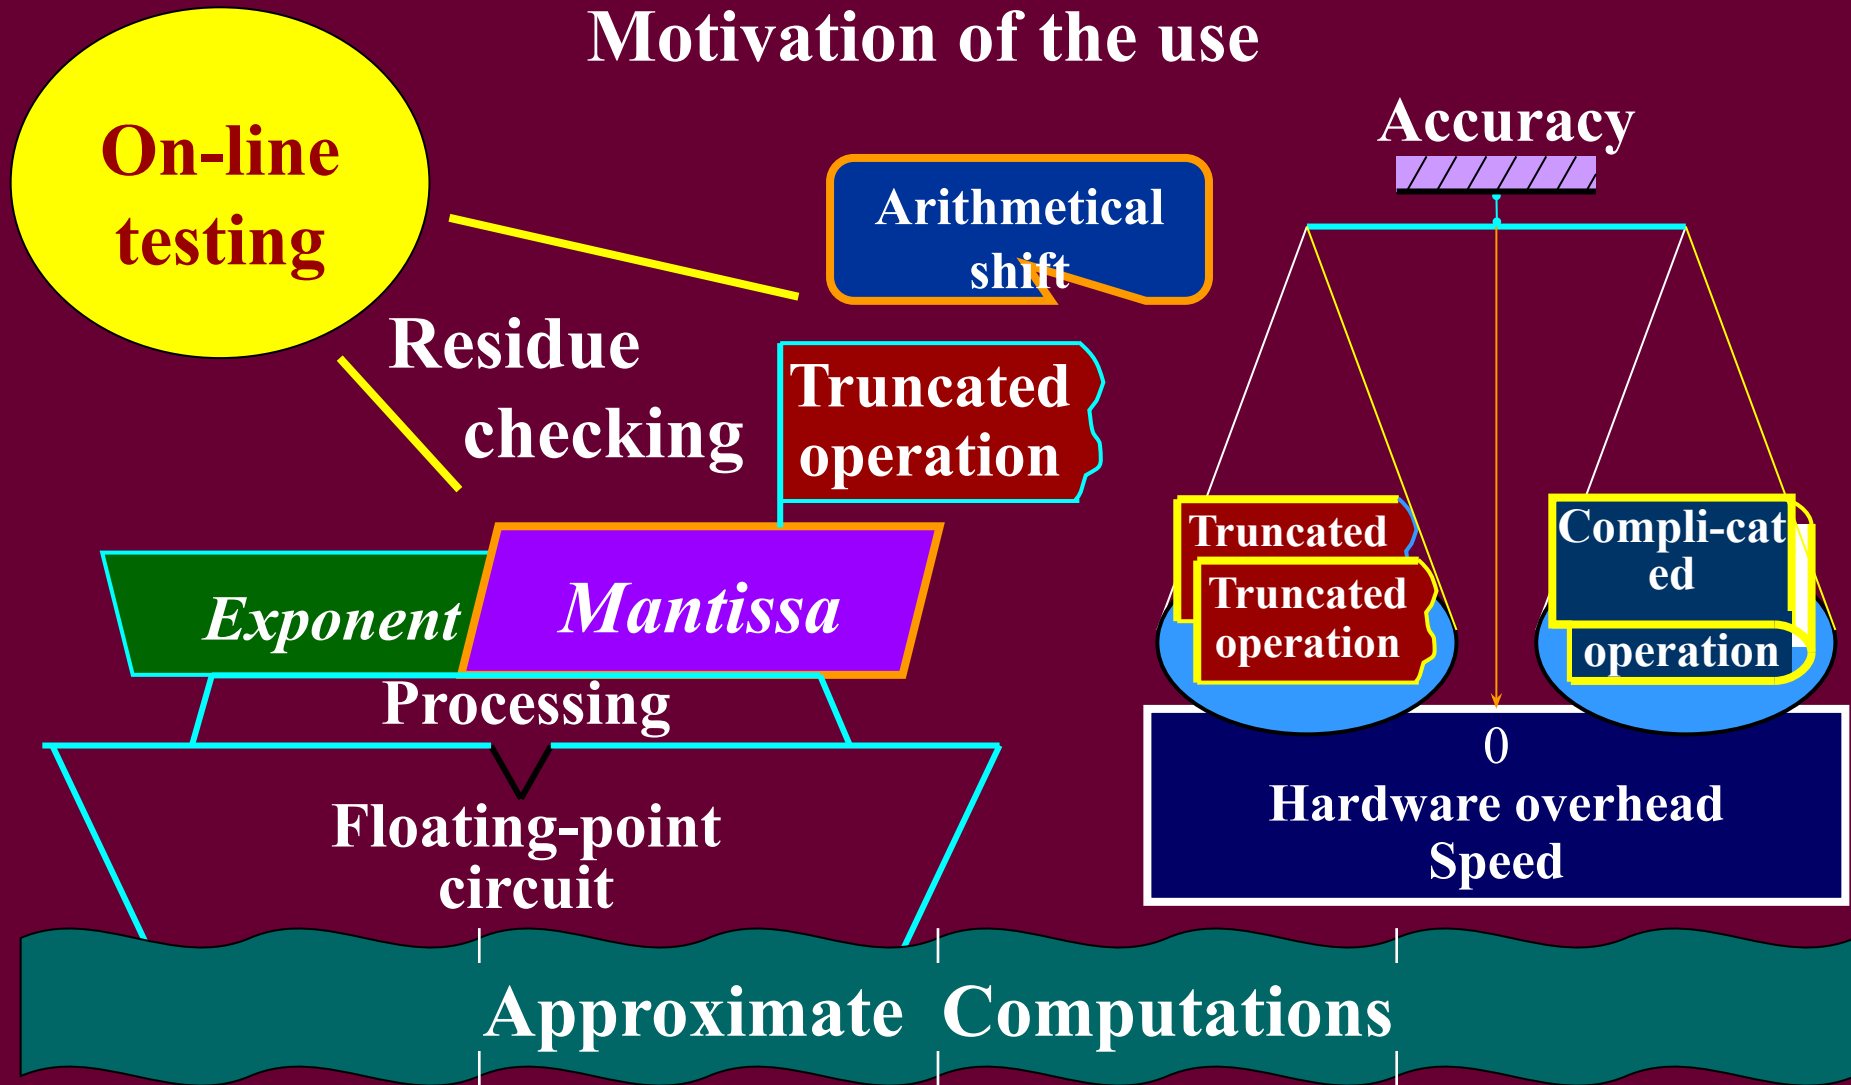 Motivation of the use
On-line
testing
Arithmetical
shift
Accuracy
Residue
checking
Truncated
operation
Exponent
Mantissa
Processing
Floating-point
circuit
Truncated
Truncated
operation
Compli-cat
ed
operation
0
Hardware overhead
Speed
Approximate Computations